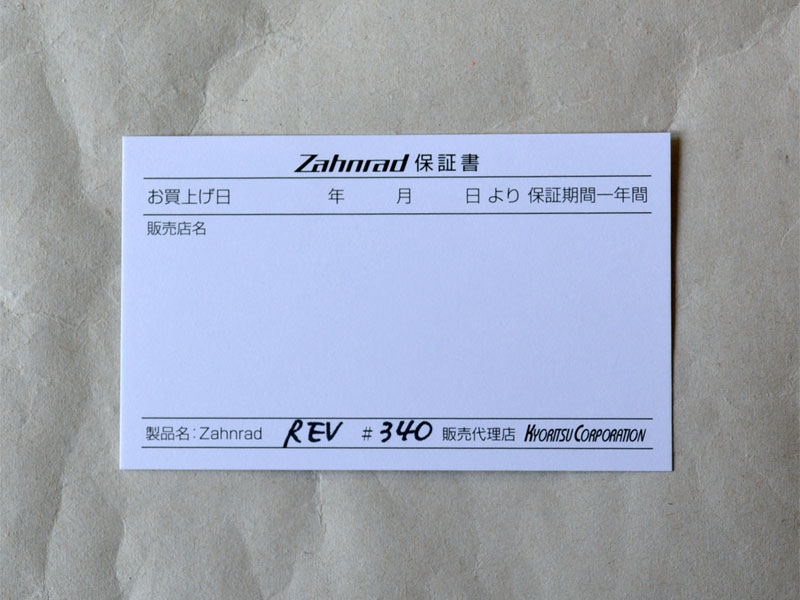 Zahnrad 保証書
お買上げ日 年 月 日 より 保証期間一年間
販売店名
製品名：Zahnrad REV # 340 販売代理店 KYORITSU CORPORATION